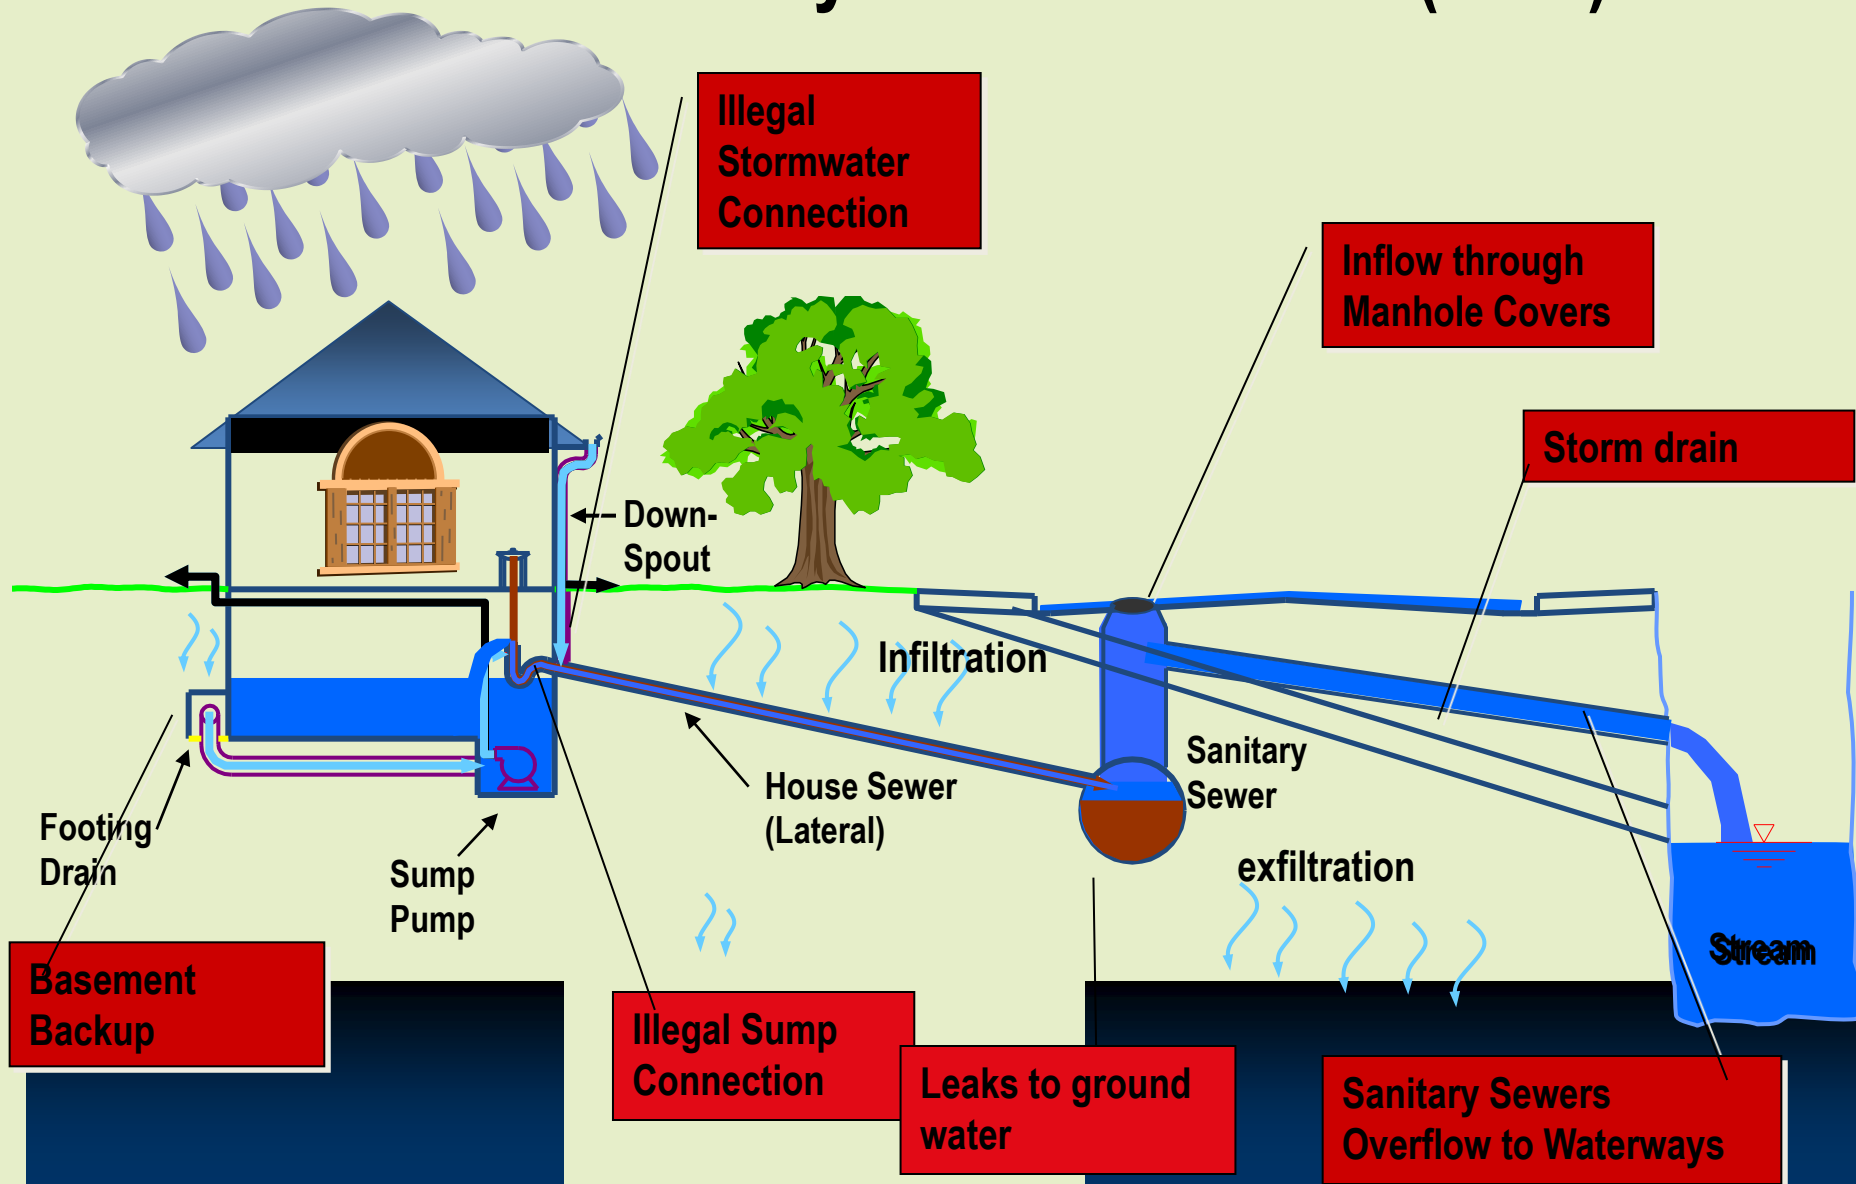 Illegal
Stormwater
Connection
Inflow through
Manhole Covers
Storm drain
Down-
Spout
Infiltration
Sanitary
Sewer
House Sewer
(Lateral)
Footing
Drain
Sump
Pump
exfiltration
Stream
Basement
Backup
Illegal Sump
Connection
Leaks to ground
water
Sanitary Sewers
Overflow to Waterways